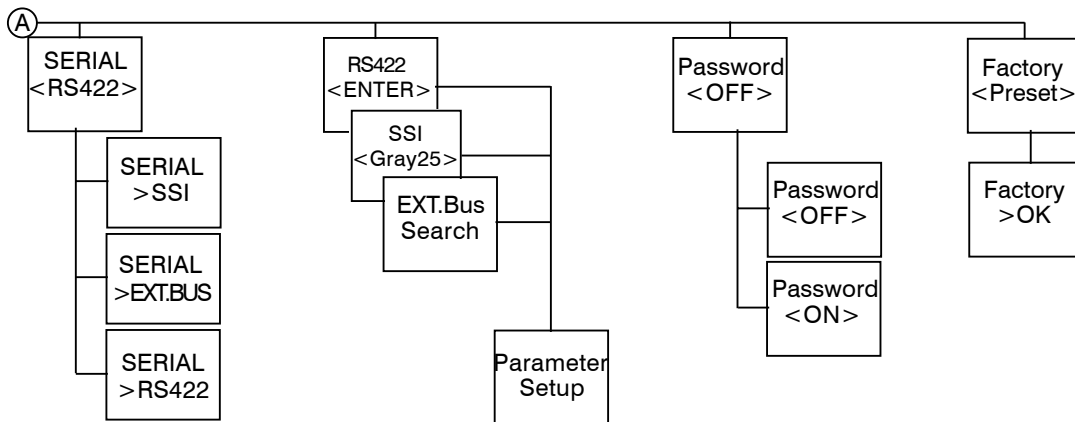 A
SERIAL
<RS422>
SERIAL
>SSI
SERIAL
>EXT.BUS
SERIAL
>RS422
RS422
<ENTER>
SSI
<Gray25>
EXT.Bus
Search
Parameter
Setup
Password
<OFF>
Password
<OFF>
Password
<ON>
Factory
<Preset>
Factory
>OK